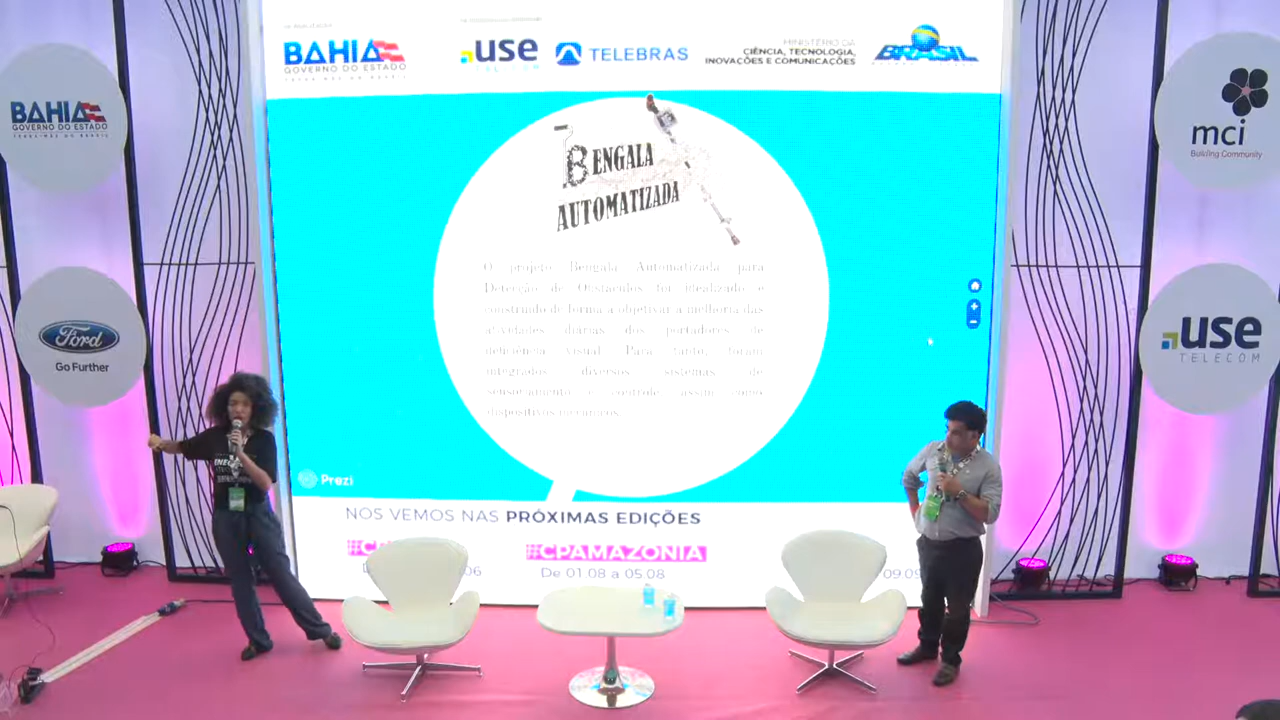 BAHIA
GOVERNO DO ESTADO
USE
TELECOM
TELEBRAS
MINISTÉRIO DA
CIÊNCIA, TECNOLOGIA,
INOVAÇÕES E COMUNICAÇÕES
BRASIL
BAHIA
GOVERNO DO ESTADO
mci
Building Community
BENGALA
AUTOMATIZADA
O projeto Bengala Automatizada para
Detecção de Obstáculos foi idealizado e
construído de forma a objetivar a melhoria das
atividades diárias dos portadores de
deficiência visual. Para tanto, foram
integrados diversos sistemas de
sensoriamento e controle, assim como
dispositivos mecânicos.
Ford
Go Further
USE
TELECOM
Prezi
NOS VEMOS NAS PRÓXIMAS EDIÇÕES
#CPAMAZONIA
De 01.08 a 05.08